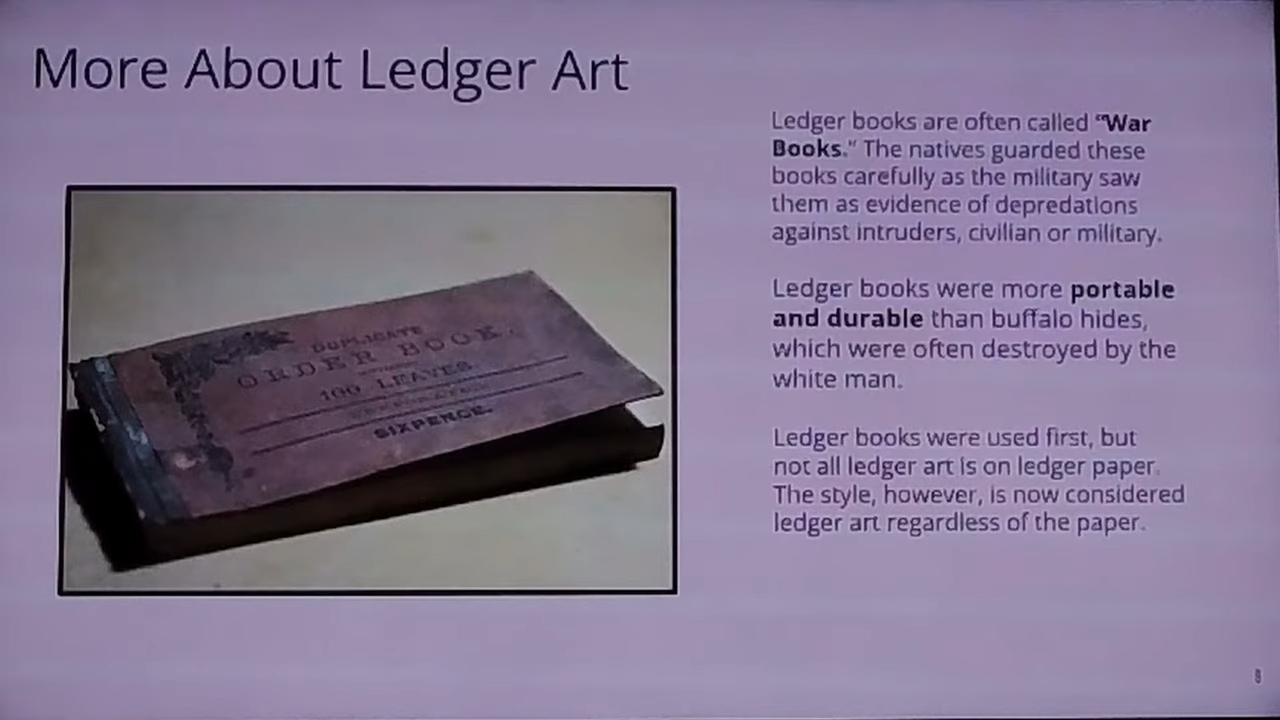 More About Ledger Art
Ledger books are often called “War
Books.” The natives guarded these
books carefully as the military saw
them as evidence of depredations
against intruders, civilian or military.
Ledger books were more portable
and durable than buffalo hides,
which were often destroyed by the
white man.
Ledger books were used first, but
not all ledger art is on ledger paper.
The style, however, is now considered
ledger art regardless of the paper.
DUPLICATE
ORDER BOOK.
100 LEAVES
SIXPENCE.